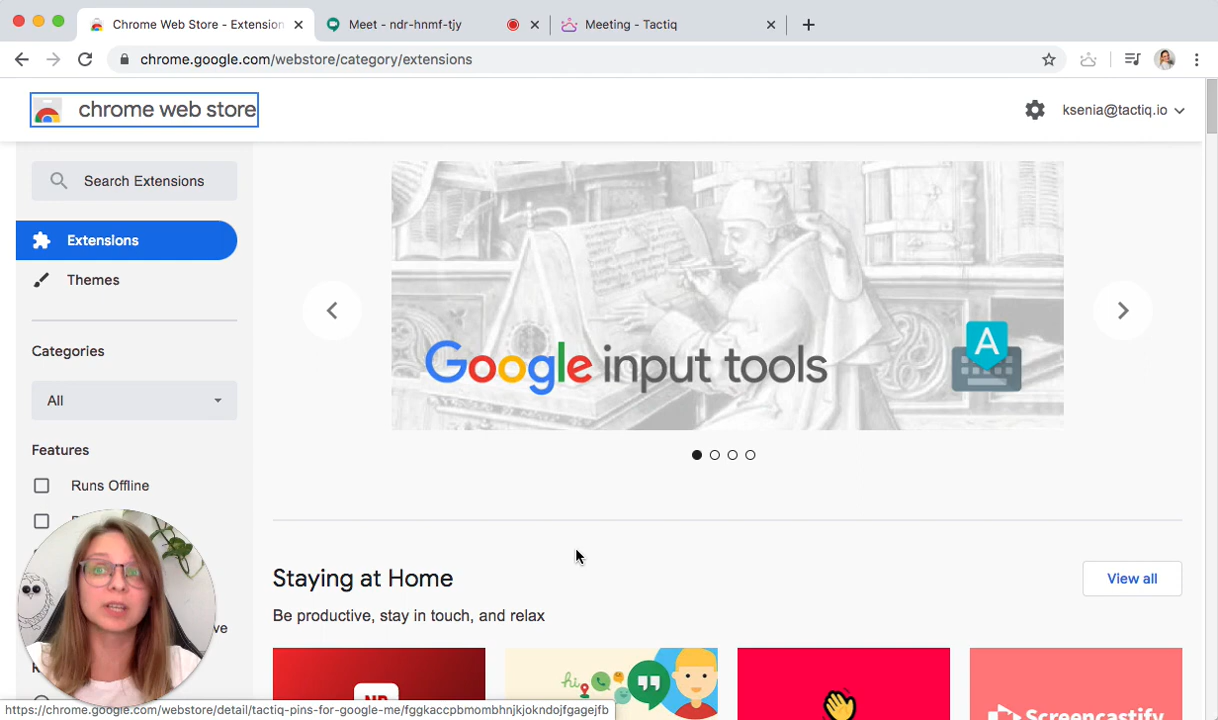 Chrome Web Store - Extension
Meet - ndr-hnmf-tjy
Meeting - Tactiq
chrome.google.com/webstore/category/extensions
chrome web store
ksenia@tactiq.io
Search Extensions
Extensions
Themes
Categories
All
Features
Runs Offline
Google input tools
A
Staying at Home
Be productive, stay in touch, and relax
View all
hi
Screencastify
https://chrome.google.com/webstore/detail/tactiq-pins-for-google-me/fggkaccpbmombhnjkjokndojfgagejfb